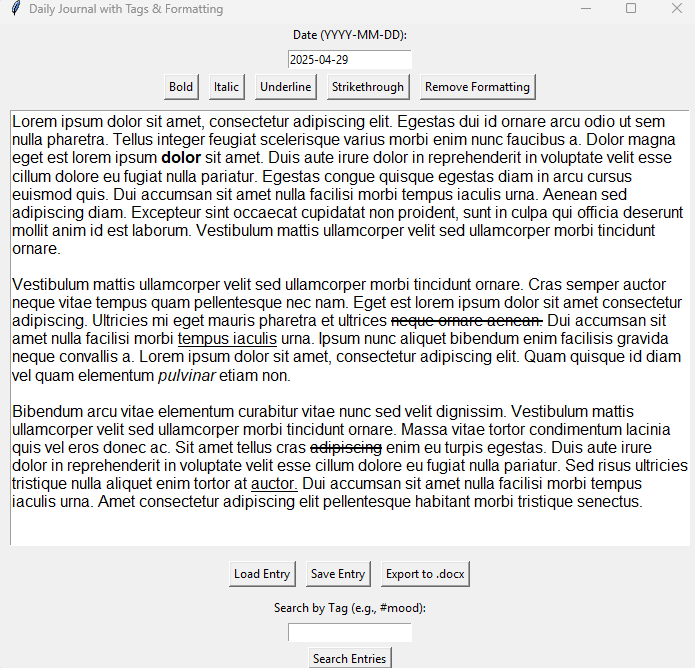 Daily Journal with Tags & Formatting
Date (YYYY-MM-DD):
2025-04-29
Bold Italic Underline Strikethrough Remove Formatting
Lorem ipsum dolor sit amet, consectetur adipiscing elit. Egestas dui id ornare arcu odio ut sem
nulla pharetra. Tellus integer feugiat scelerisque varius morbi enim nunc faucibus a. Dolor magna
eget est lorem ipsum dolor sit amet. Duis aute irure dolor in reprehenderit in voluptate velit esse
cillum dolore eu fugiat nulla pariatur. Egestas congue quisque egestas diam in arcu cursus
euismod quis. Dui accumsan sit amet nulla facilisi morbi tempus iaculis urna. Aenean sed
adipiscing diam. Excepteur sint occaecat cupidatat non proident, sunt in culpa qui officia deserunt
mollit anim id est laborum. Vestibulum mattis ullamcorper velit sed ullamcorper morbi tincidunt
ornare.
Vestibulum mattis ullamcorper velit sed ullamcorper morbi tincidunt ornare. Cras semper auctor
neque vitae tempus quam pellentesque nec nam. Eget est lorem ipsum dolor sit amet consectetur
adipiscing. Ultricies mi eget mauris pharetra et ultrices neque ornare aenean. Dui accumsan sit
amet nulla facilisi morbi tempus iaculis urna. Ipsum nunc aliquet bibendum enim facilisis gravida
neque convallis a. Lorem ipsum dolor sit amet, consectetur adipiscing elit. Quam quisque id diam
vel quam elementum pulvinar etiam non.
Bibendum arcu vitae elementum curabitur vitae nunc sed velit dignissim. Vestibulum mattis
ullamcorper velit sed ullamcorper morbi tincidunt ornare. Massa vitae tortor condimentum lacinia
quis vel eros donec ac. Sit amet tellus cras adipiscing enim eu turpis egestas. Duis aute irure
dolor in reprehenderit in voluptate velit esse cillum dolore eu fugiat nulla pariatur. Sed risus ultricies
tristique nulla aliquet enim tortor at auctor. Dui accumsan sit amet nulla facilisi morbi tempus
iaculis urna. Amet consectetur adipiscing elit pellentesque habitant morbi tristique senectus.
Load Entry Save Entry Export to .docx
Search by Tag (e.g., #mood):
Search Entries